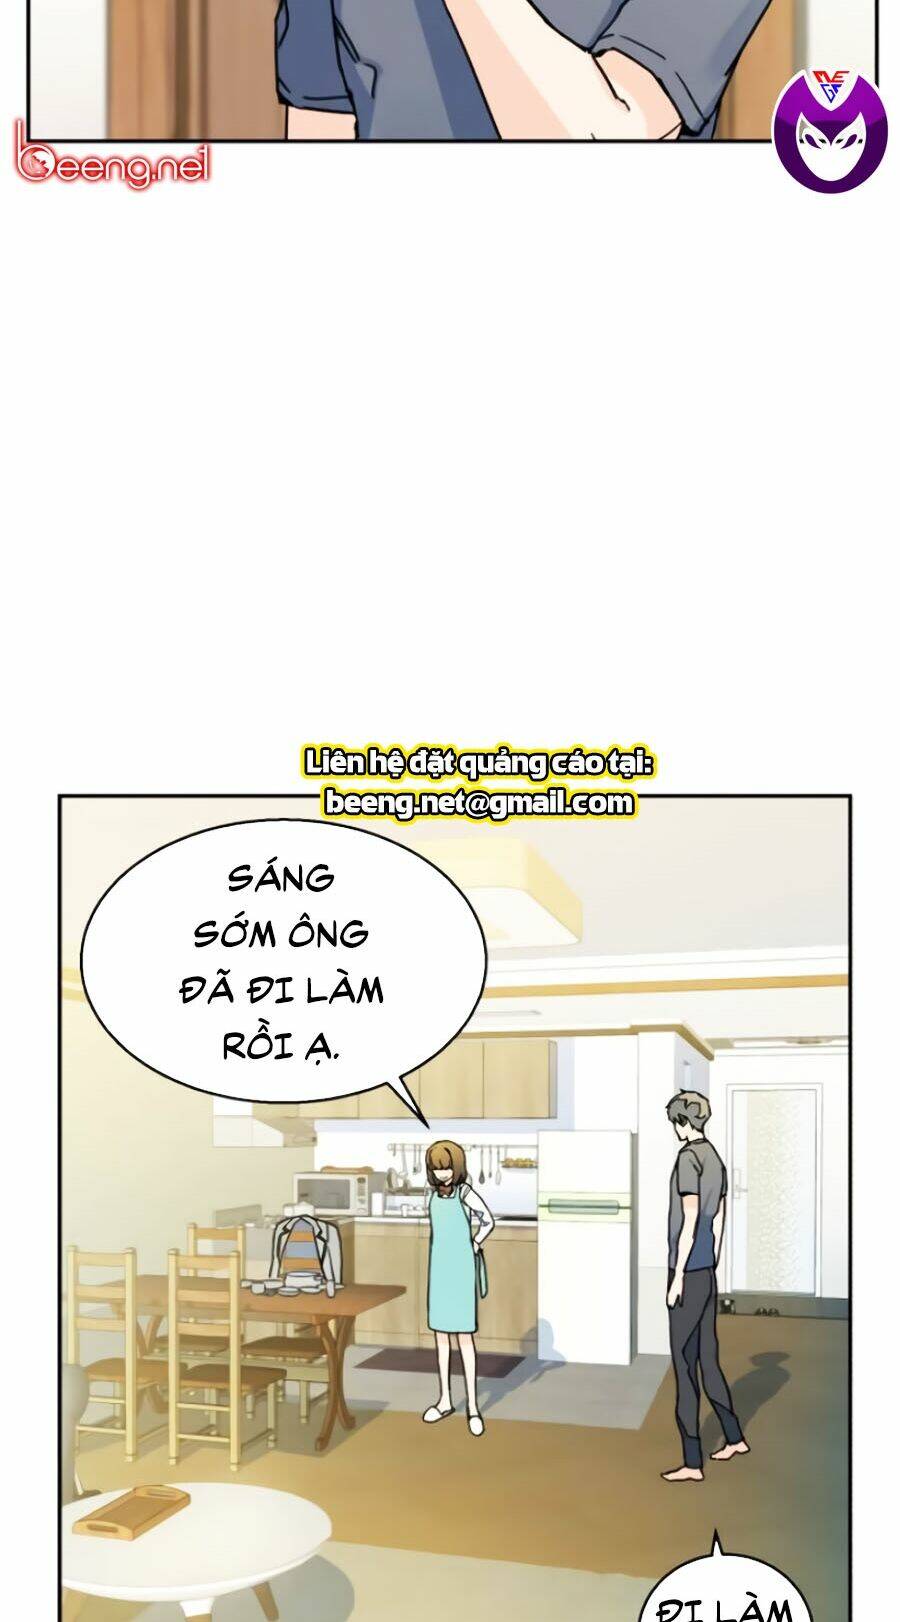 beeng.net
Liên hệ đặt quảng cáo tại:
beeng.net@gmail.com
SÁNG
SỚM ÔNG
ĐÃ ĐI LÀM
RỒI Ạ.
ĐI LÀM